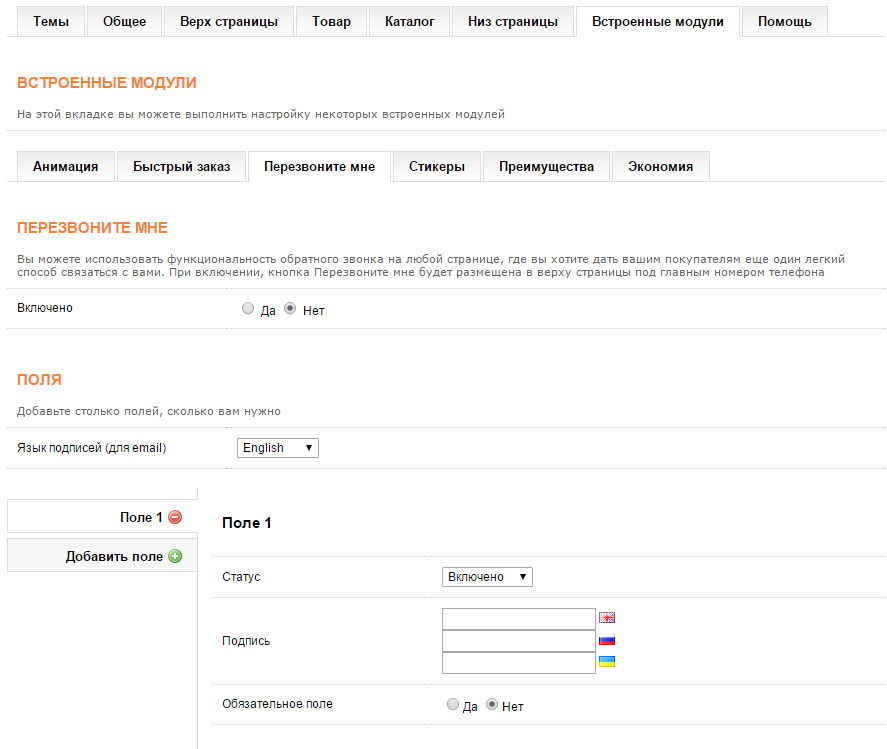 Темы Общее Верх страницы Товар Каталог Низ страницы Встроенные модули Помощь
ВСТРОЕННЫЕ МОДУЛИ
На этой вкладке вы можете выполнить настройку некоторых встроенных модулей
Анимация Быстрый заказ Перезвоните мне Стикеры Преимущества Экономия
ПЕРЕЗВОНИТЕ МНЕ
Вы можете использовать функциональность обратного звонка на любой странице, где вы хотите дать вашим покупателям еще один легкий
способ связаться с вами. При включении, кнопка Перезвоните мне будет размещена в верху страницы под главным номером телефона
Включено Да Нет
ПОЛЯ
Добавьте столько полей, сколько вам нужно
Язык подписей (для email) English
Поле 1
Добавить поле
Поле 1
Статус Включено
Подпись
Обязательное поле Да Нет